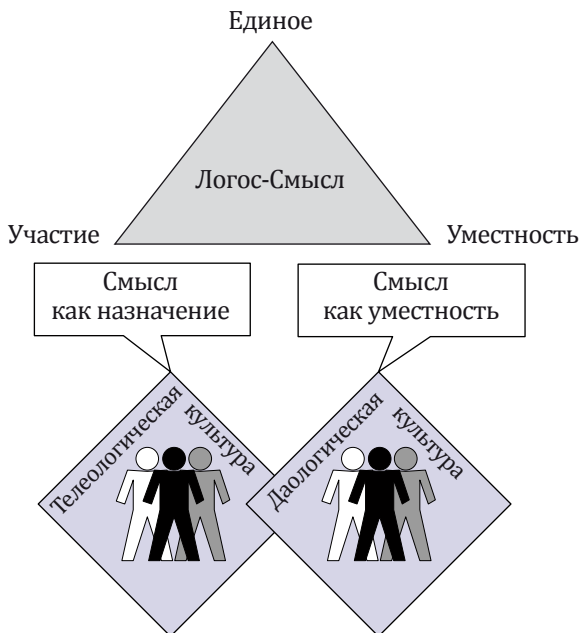 Единое
Логос-Смысл
Участие
Уместность
Смысл
как назначение
Смысл
как уместность
Телеологическая
культура
Даологическая
культура